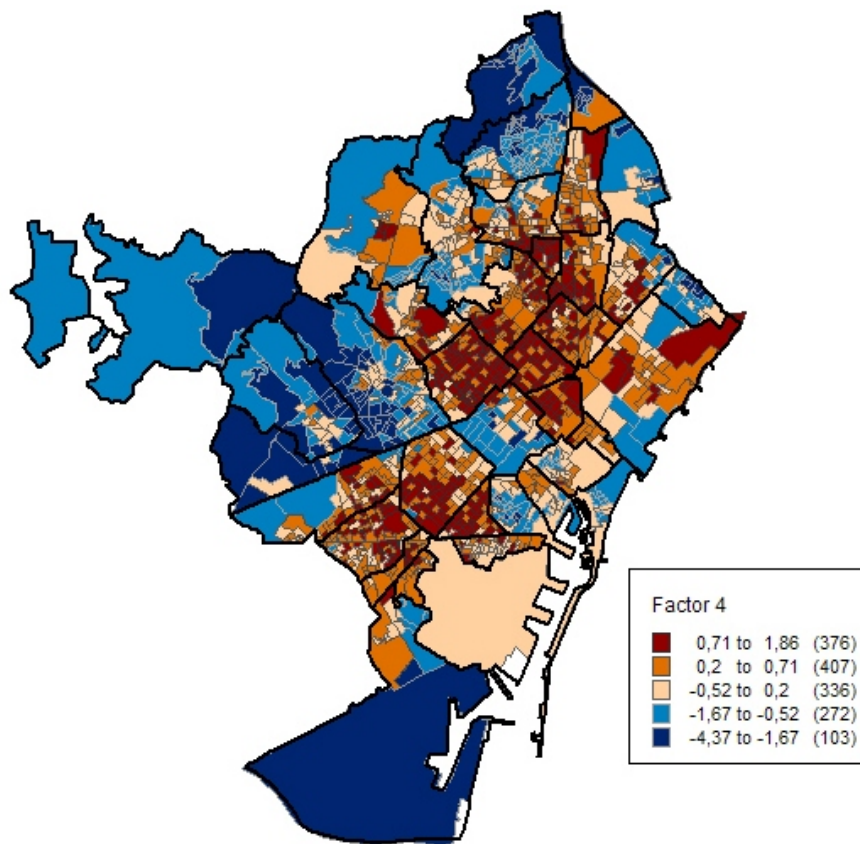 Factor 4
0,71 to 1,86 (376)
0,2 to 0,71 (407)
-0,52 to 0,2 (336)
-1,67 to -0,52 (272)
-4,37 to -1,67 (103)